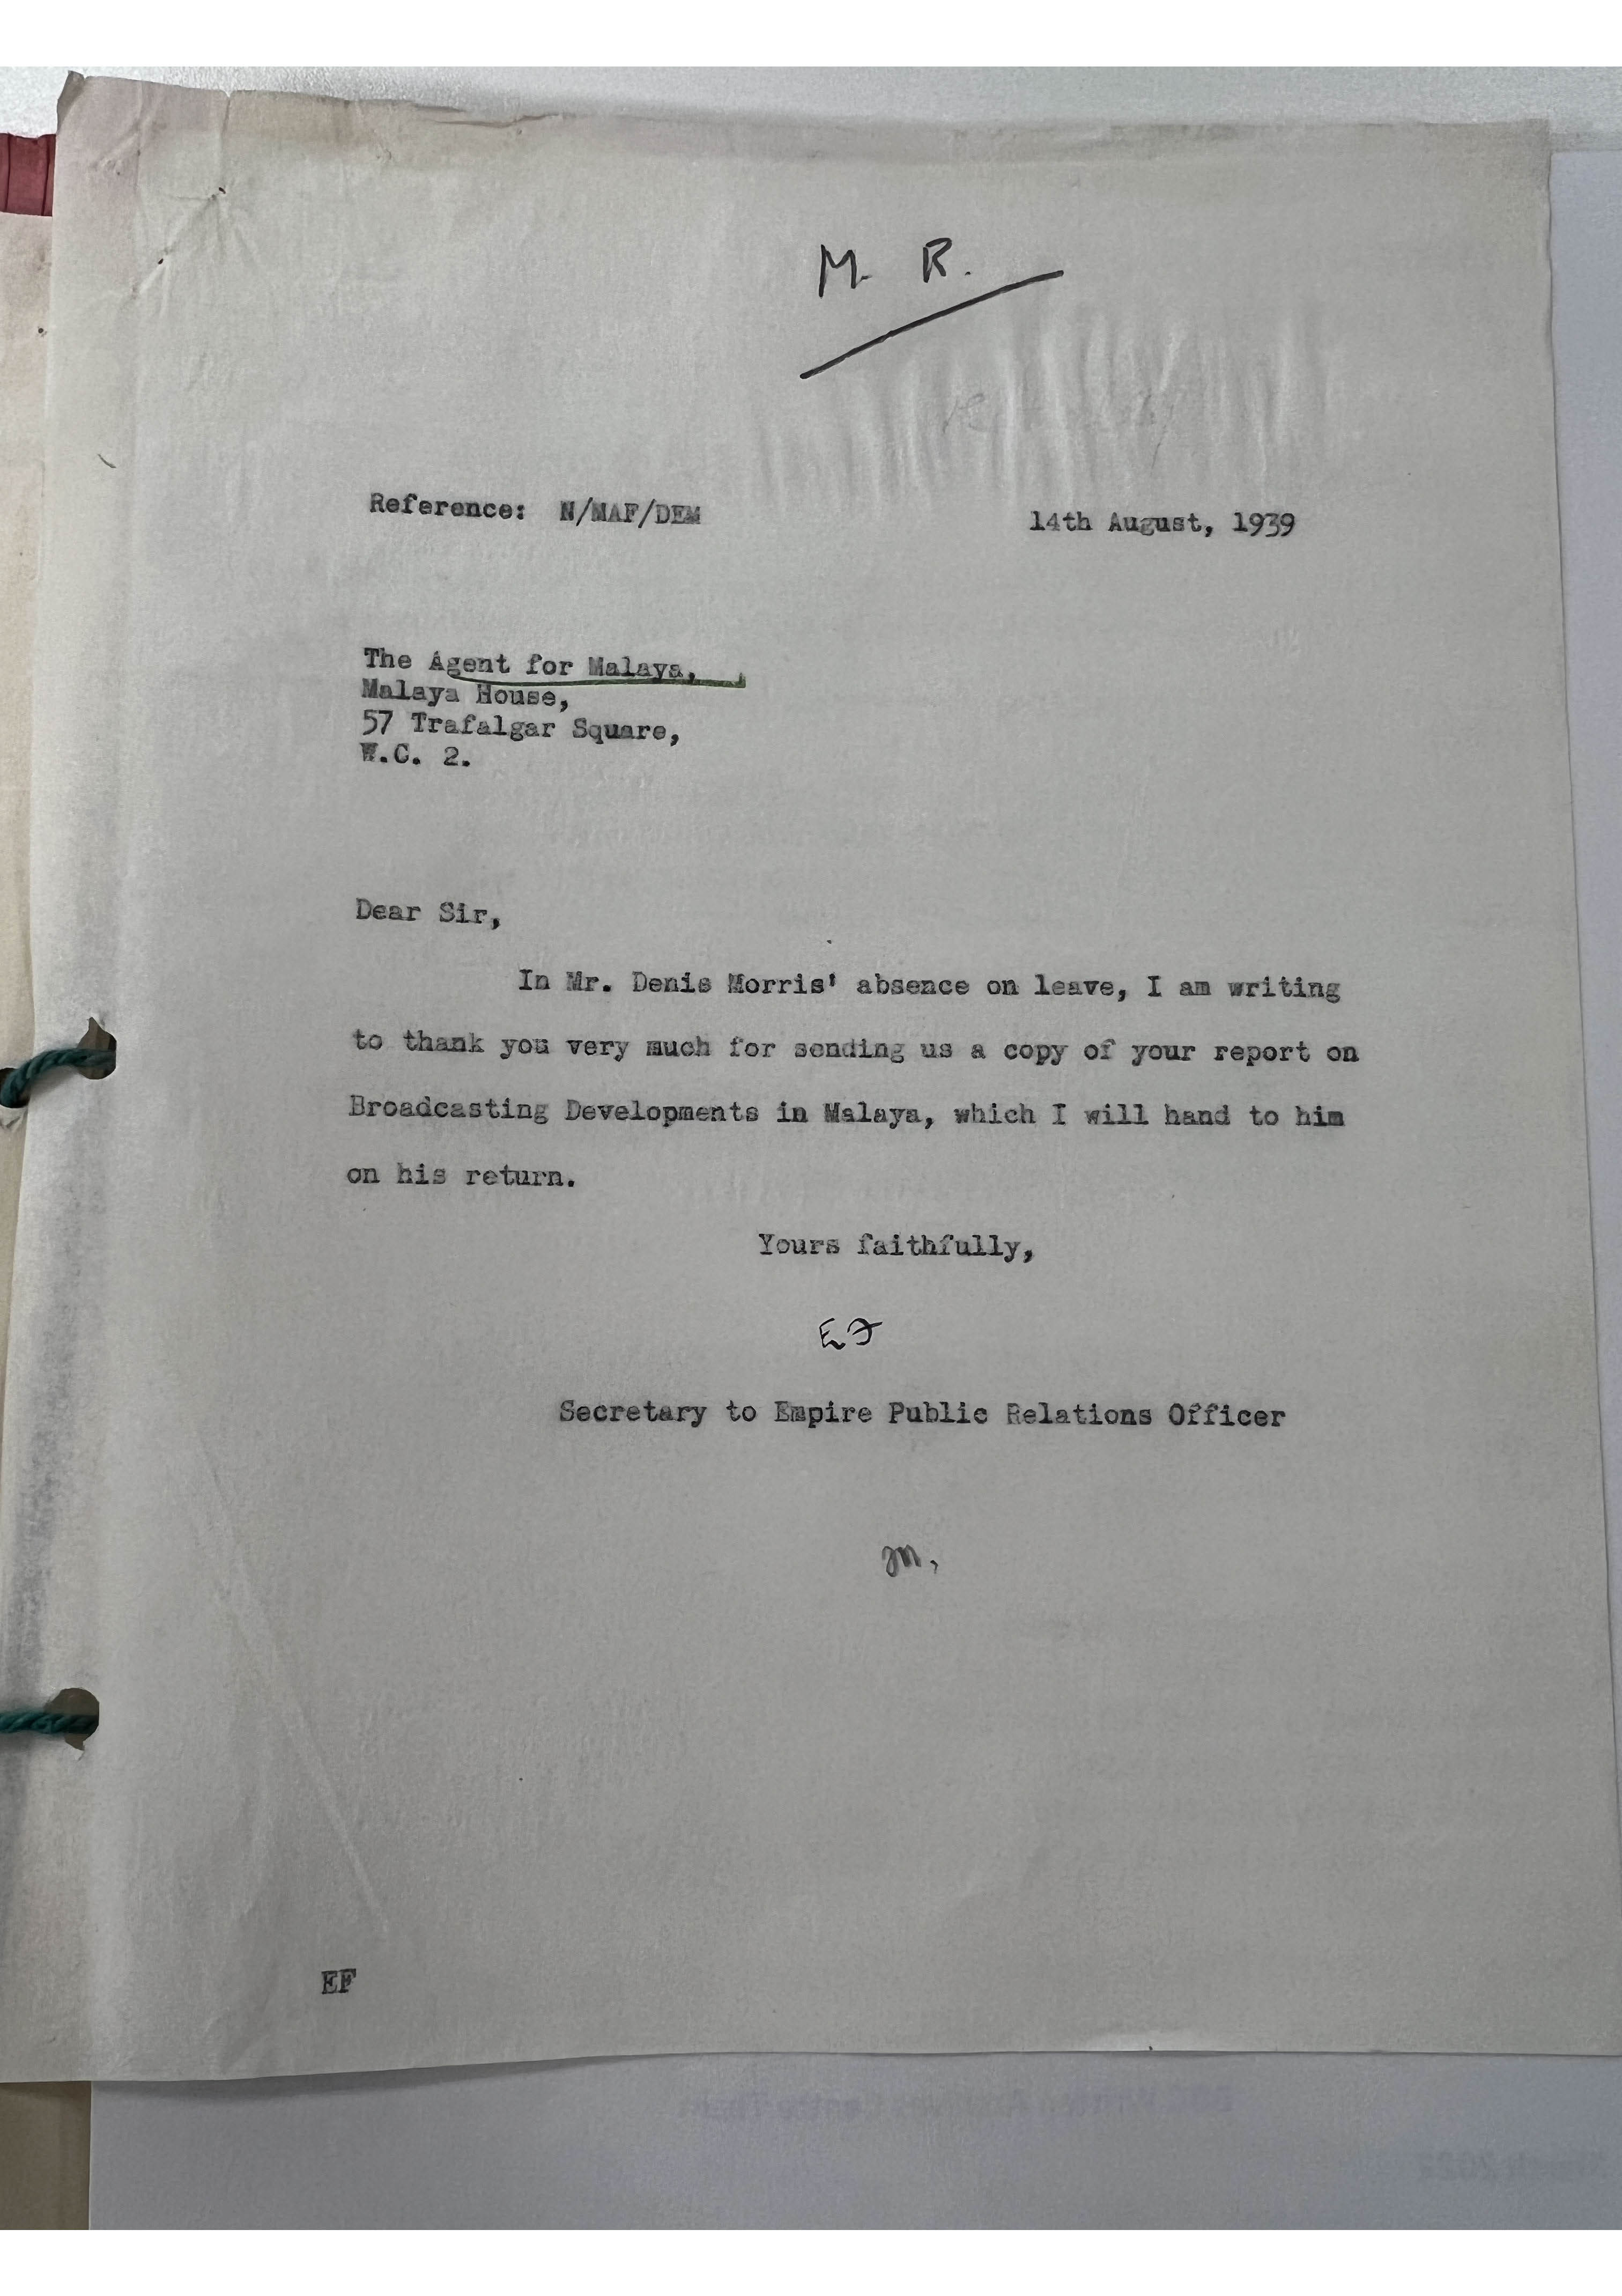 M. R.
Reference: N/MAF/DEM
14th August, 1939
The Agent for Malaya,
Malaya House,
57 Trafalgar Square,
W.C. 2.
Dear Sir,
In Mr. Denis Morris' absence on leave, I am writing
to thank you very much for sending us a copy of your report on
Broadcasting Developments in Malaya, which I will hand to him
on his return.
Yours faithfully,
EF
Secretary to Empire Public Relations Officer
m,
EF